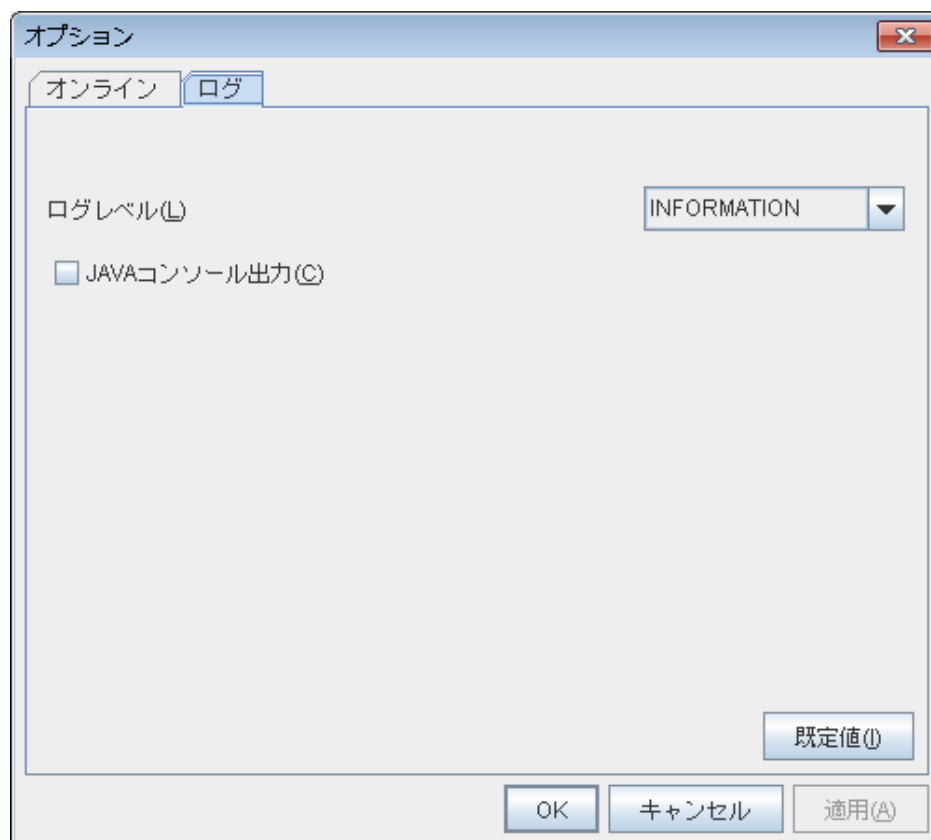 オプション
オンライン ログ
ログレベル(L) INFORMATION
JAVAコンソール出力(C)
既定値(I)
OK キャンセル 適用(A)